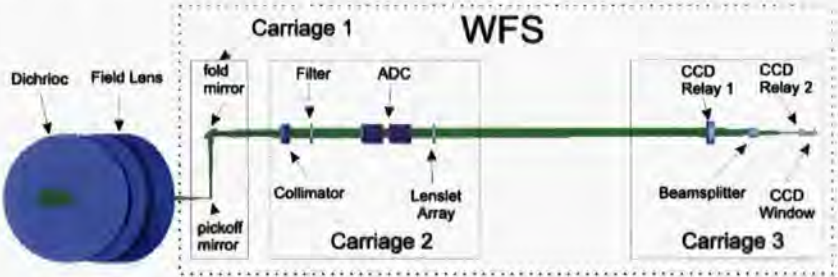 WFS
Carriage 1
Dichrioc
Field Lens
fold
mirror
Filter
ADC
CCD
Relay 1
CCD
Relay 2
Collimator
Lenslet
Array
Beamsplitter
CCD
Window
pickoff
mirror
Carriage 2
Carriage 3